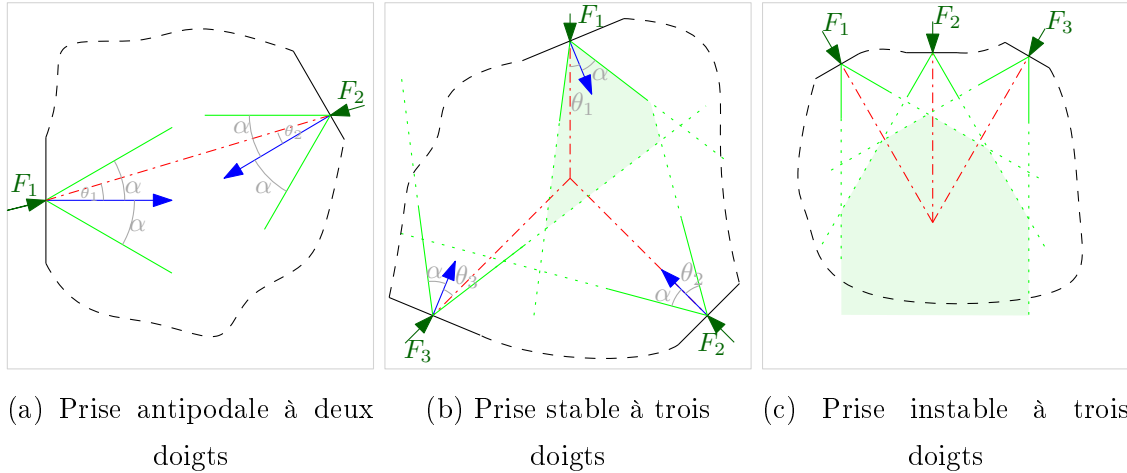 F₁ α θ₁ α
F₂ α θ₂ α
F₁ α θ₁
F₃ α θ₃
F₂ α θ₂
F₁ F₂ F₃
(a) Prise antipodale à deux
doigts
(b) Prise stable à trois
doigts
(c) Prise instable à trois
doigts